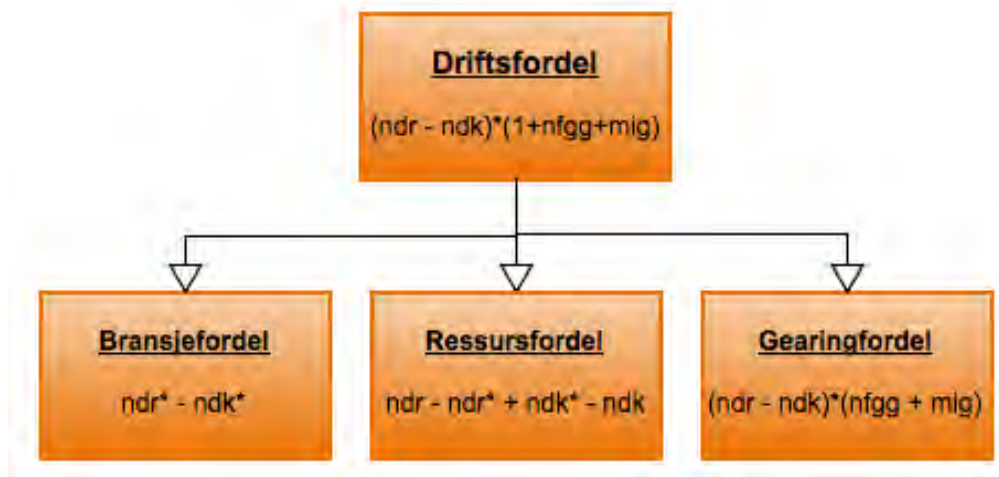 Driftsfordel
(ndr - ndk)*(1+nfgg+mig)
Bransjefordel
ndr* - ndk*
Ressursfordel
ndr - ndr* + ndk* - ndk
Gearingfordel
(ndr - ndk)*(nfgg + mig)